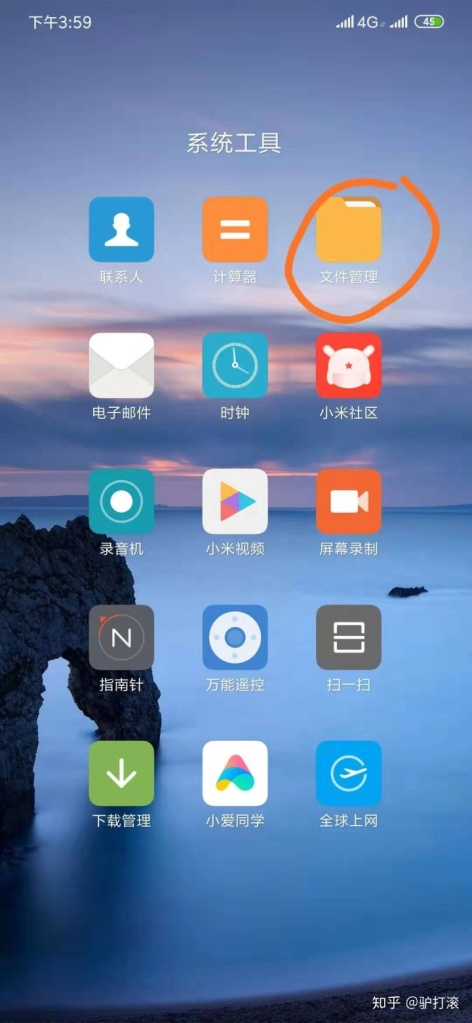 下午3:59 4G 45
系统工具
联系人 计算器 文件管理
电子邮件 时钟 小米社区
录音机 小米视频 屏幕录制
N
指南针 万能遥控 扫一扫
下载管理 小爱同学 全球上网
知乎 @驴打滚